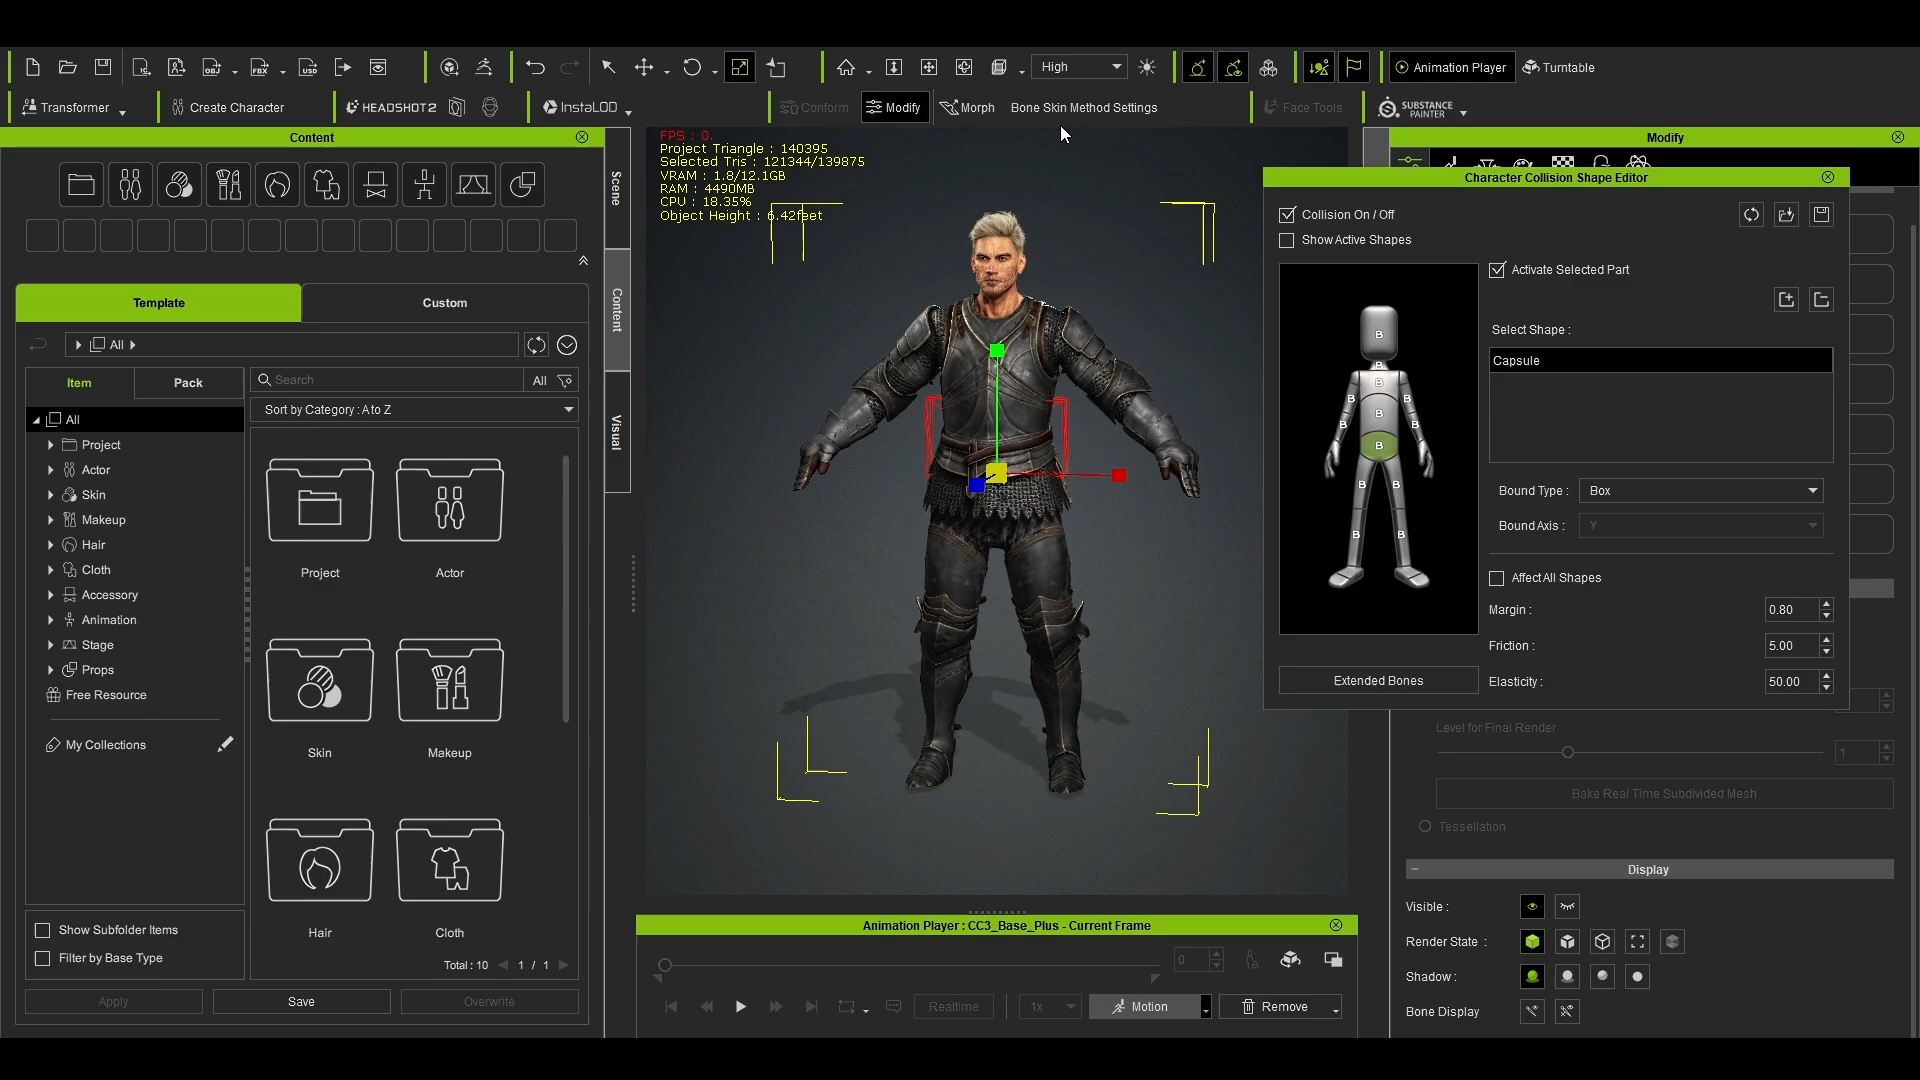 High
Animation Player
Turntable
Transformer
Create Character
HEADSHOT 2
InstaLOD
Conform
Modify
Morph
Bone Skin Method Settings
Face Tools
SUBSTANCE PAINTER
Content
Template
Custom
All
Item
Pack
Search
All
Sort by Category : A to Z
All
Project
Actor
Skin
Makeup
Hair
Cloth
Accessory
Animation
Stage
Props
Free Resource
My Collections
Project
Actor
Skin
Makeup
Hair
Cloth
Show Subfolder Items
Filter by Base Type
Total : 10
1 / 1
Apply
Save
Overwrite
Scene
Content
Visual
FPS : 0.
Project Triangle : 140395
Selected Tris : 121344/139875
VRAM : 1.8/12.1GB
RAM : 4490MB
CPU : 18.35%
Object Height : 6.42feet
Animation Player : CC3_Base_Plus - Current Frame
0
Realtime
1x
Motion
Remove
Modify
Character Collision Shape Editor
Collision On / Off
Show Active Shapes
Activate Selected Part
Select Shape :
Capsule
B
B
B
B
B
B
B
B
B
B
B
B
B
Bound Type :
Box
Bound Axis :
Y
Affect All Shapes
Margin :
0.80
Friction :
5.00
Elasticity :
50.00
Extended Bones
Level for Final Render
1
Bake Real Time Subdivided Mesh
Tessellation
Display
Visible :
Render State :
Shadow :
Bone Display